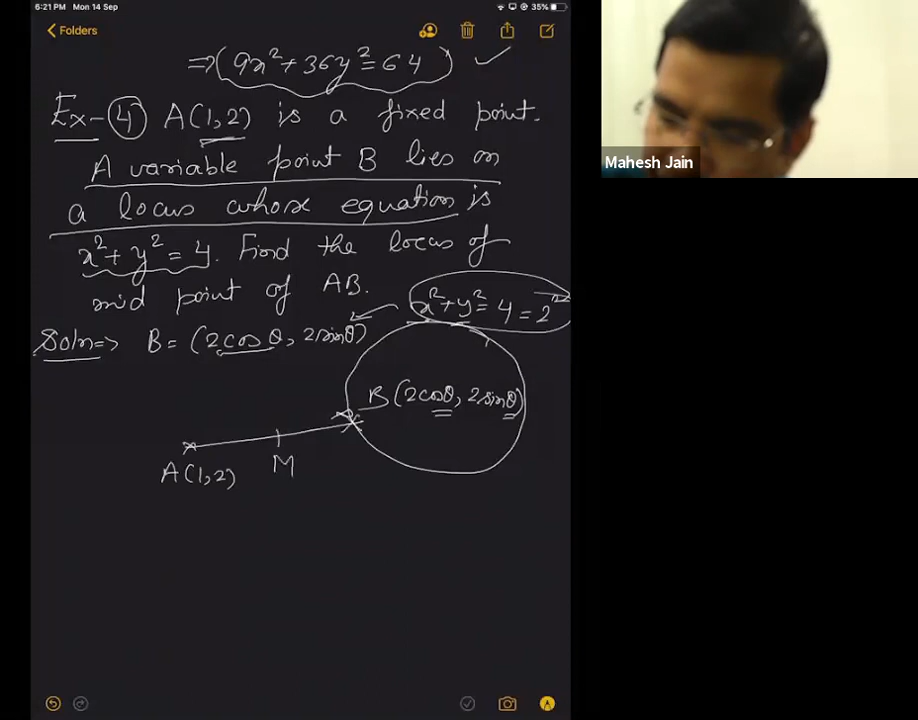 6:21 PM Mon 14 Sep
35%
Folders
⇒(9x²+36y²=64) ✓
Ex-④ A(1,2) is a fixed point.
A variable point B lies on
a locus whose equation is
x²+y²=4. Find the locus of
mid point of AB.
x²+y²=4=2²
Soln=> B=(2cosθ, 2sinθ)
B(2cosθ, 2sinθ)
A(1,2)
M
Mahesh Jain